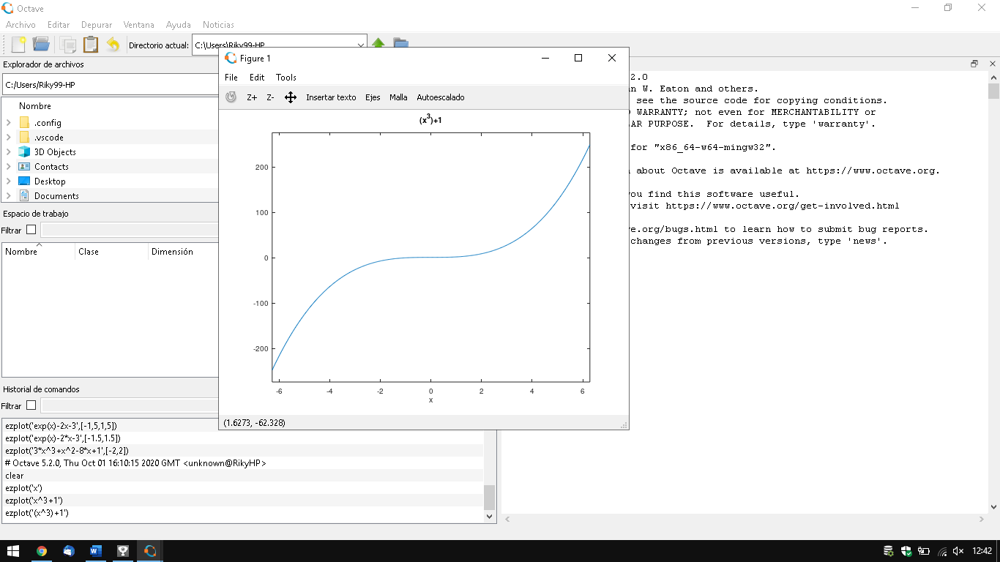 Octave
Archivo Editar Depurar Ventana Ayuda Noticias
Directorio actual: C:\Users\Riky99-HP
Explorador de archivos
C:/Users/Riky99-HP
Nombre
.config
.vscode
3D Objects
Contacts
Desktop
Documents
Espacio de trabajo
Filtrar
Nombre Clase Dimensión
Historial de comandos
Filtrar
ezplot('exp(x)-2x-3',[-1,5,1,5])
ezplot('exp(x)-2*x-3',[-1.5,1.5])
ezplot('3*x^3+x^2-8*x+1',[-2,2])
# Octave 5.2.0, Thu Oct 01 16:10:15 2020 GMT <unknown@RikyHP>
clear
ezplot('x')
ezplot('x^3+1')
ezplot('(x^3)+1')
Figure 1
File Edit Tools
Z+ Z- Insertar texto Ejes Malla Autoescalado
(x³)+1
200
100
0
-100
-200
-6 -4 -2 0 2 4 6
x
(1.6273, -62.328)
2.0
n W. Eaton and others.
see the source code for copying conditions.
WARRANTY; not even for MERCHANTABILITY or
AR PURPOSE.  For details, type 'warranty'.
for "x86_64-w64-mingw32".
about Octave is available at https://www.octave.org.
you find this software useful.
visit https://www.octave.org/get-involved.html
e.org/bugs.html to learn how to submit bug reports.
changes from previous versions, type 'news'.
12:42